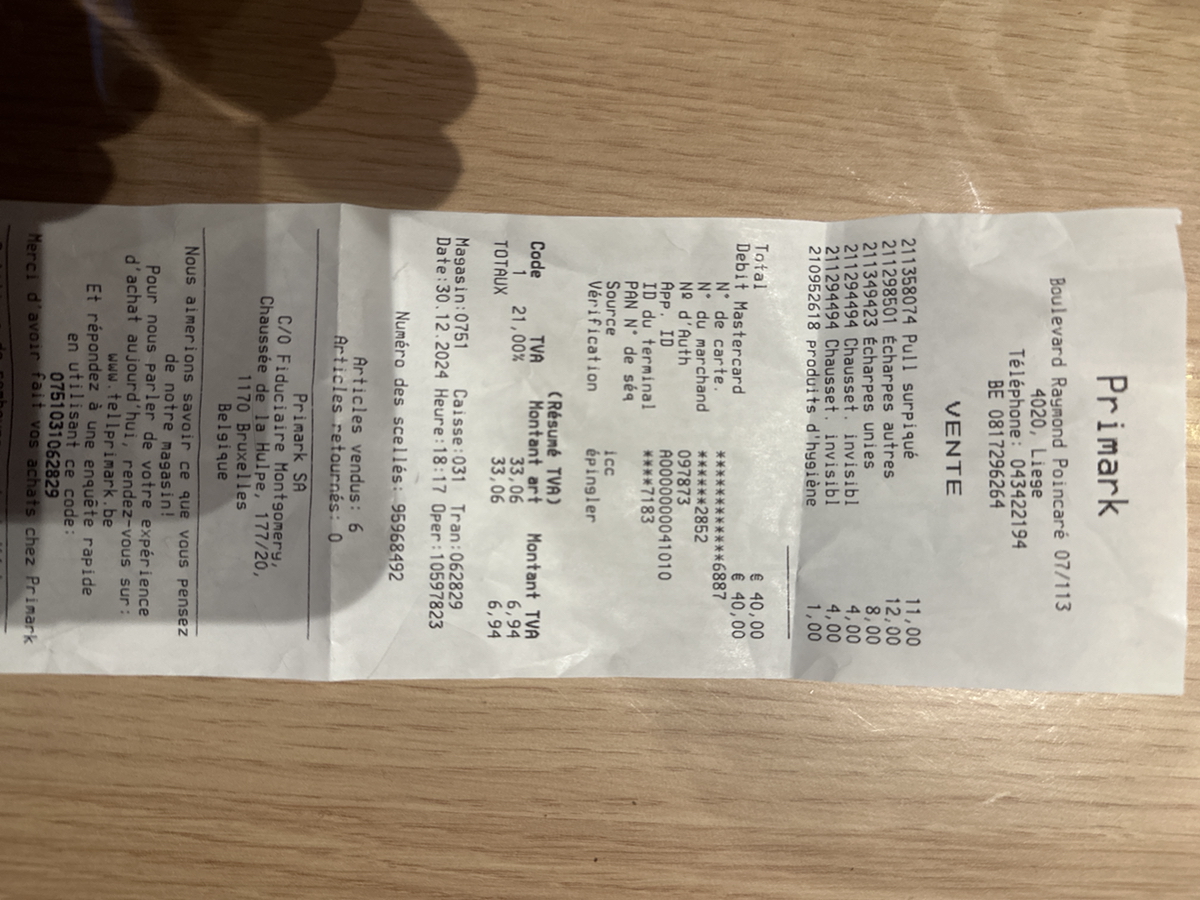 Primark
Boulevard Raymond Poincaré 07/113
4020, Liege
Téléphone: 043422194
BE 0817296264
VENTE
211358074 Pull surpiqué 11,00
211298501 Écharpes autres 12,00
211349423 Écharpes unies 8,00
211294494 Chausset. invisibl 4,00
211294494 Chausset. invisibl 4,00
210952618 Produits d'hygiène 1,00
Total € 40,00
Debit Mastercard € 40,00
N° de carte. ************6887
N° du marchand ******2852
Nº d'Auth 097873
App. ID A0000000041010
ID du terminal ****7183
PAN N° de séq
Source icc
Vérification épingler
(Résumé TVA)
Code TVA Montant art Montant TVA
1 21,00% 33,06 6,94
TOTAUX 33,06 6,94
Magasin:0751 Caisse:031 Tran:062829
Date:30.12.2024 Heure:18:17 Oper:10597823
Numéro des scellés: 95968492
Articles vendus: 6
Articles retournés: 0
Primark SA
C/O Fiduciaire Montgomery,
Chaussée de la Hulpe, 177/20,
1170 Bruxelles
Belgique
Nous aimerions savoir ce que vous pensez
de notre magasin!
Pour nous parler de votre expérience
d'achat aujourd'hui, rendez-vous sur:
www.tellprimark.be
Et répondez à une enquête rapide
en utilisant ce code:
0751031062829
Merci d'avoir fait vos achats chez Primark